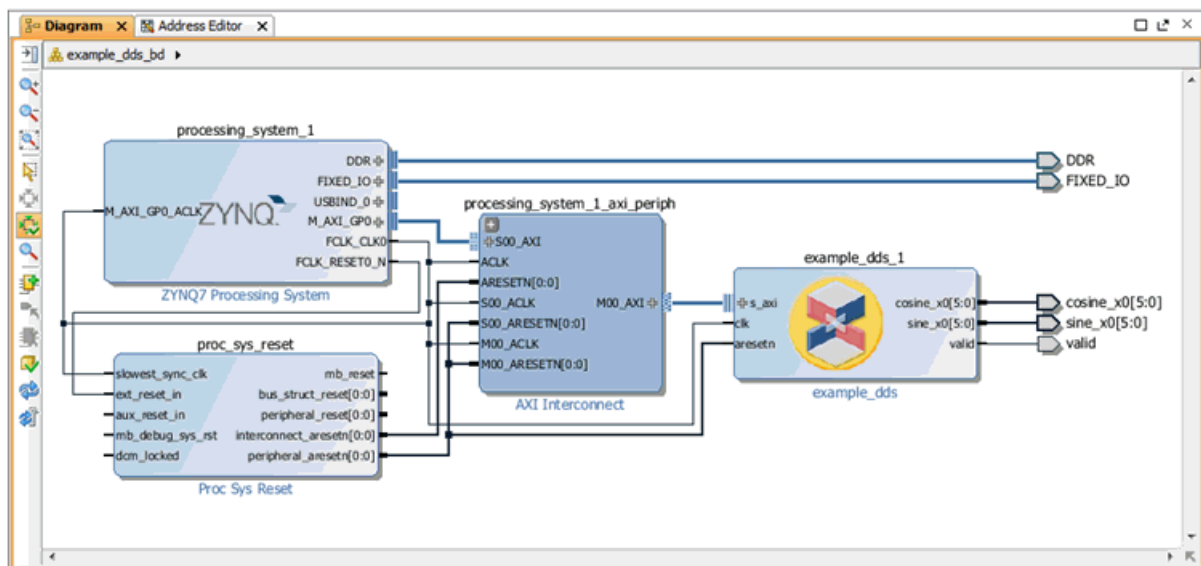 Diagram
Address Editor
example_dds_bd
processing_system_1
DDR
FIXED_IO
USBIND_0
M_AXI_GP0
FCLK_CLK0
FCLK_RESET0_N
M_AXI_GP0_ACLK
ZYNQ
ZYNQ7 Processing System
proc_sys_reset
slowest_sync_clk
ext_reset_in
aux_reset_in
mb_debug_sys_rst
dcm_locked
mb_reset
bus_struct_reset[0:0]
peripheral_reset[0:0]
interconnect_aresetn[0:0]
peripheral_aresetn[0:0]
Proc Sys Reset
processing_system_1_axi_periph
S00_AXI
ACLK
ARESETN[0:0]
S00_ACLK
S00_ARESETN[0:0]
M00_ACLK
M00_ARESETN[0:0]
M00_AXI
AXI Interconnect
example_dds_1
s_axi
clk
aresetn
cosine_x0[5:0]
sine_x0[5:0]
valid
example_dds
DDR
FIXED_IO
cosine_x0[5:0]
sine_x0[5:0]
valid